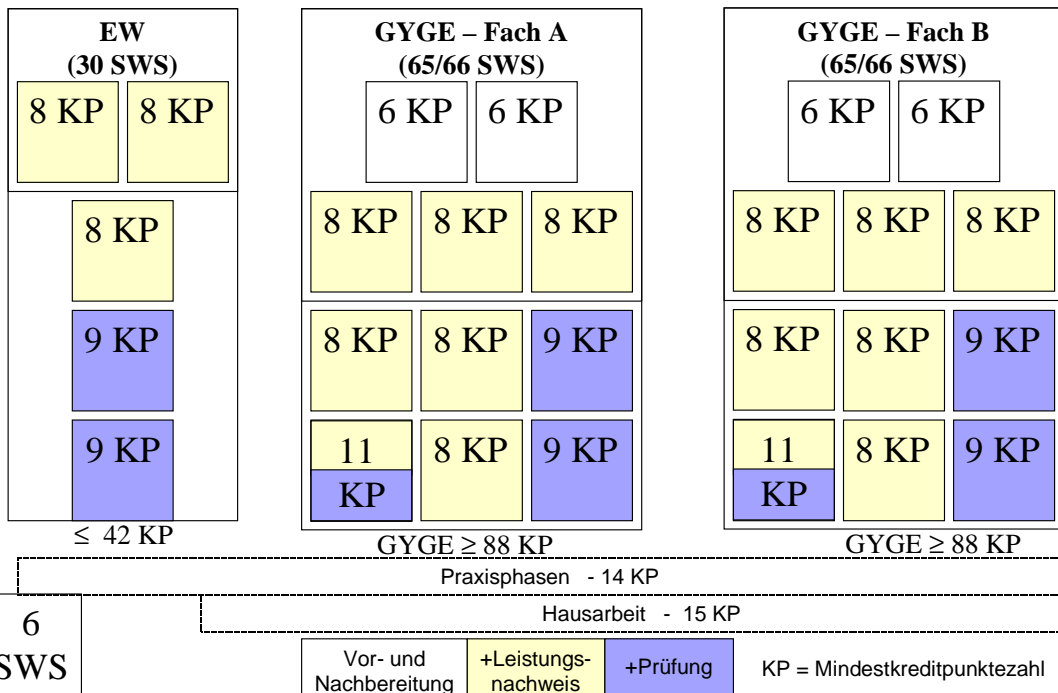 EW
(30 SWS)
8 KP 8 KP
8 KP
9 KP
9 KP
≤ 42 KP
GYGE – Fach A
(65/66 SWS)
6 KP 6 KP
8 KP 8 KP 8 KP
8 KP 8 KP 9 KP
11
KP
8 KP 9 KP
GYGE ≥ 88 KP
GYGE – Fach B
(65/66 SWS)
6 KP 6 KP
8 KP 8 KP 8 KP
8 KP 8 KP 9 KP
11
KP
8 KP 9 KP
GYGE ≥ 88 KP
Praxisphasen - 14 KP
Hausarbeit - 15 KP
6
SWS
Vor- und
Nachbereitung
+Leistungs-
nachweis
+Prüfung
KP = Mindestkreditpunktezahl